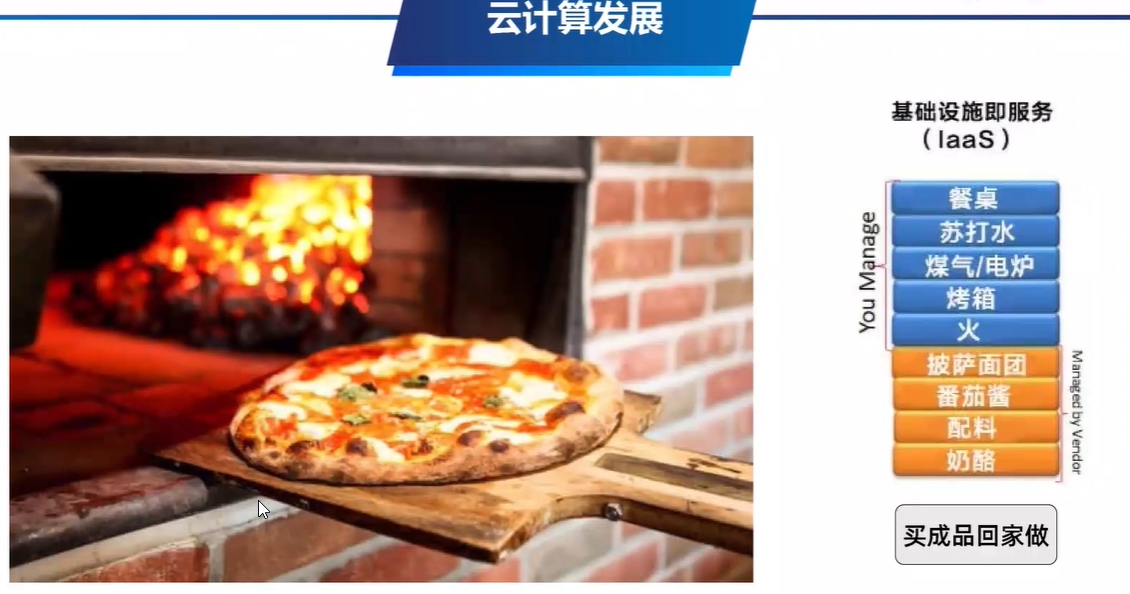 云计算发展
基础设施即服务
（IaaS）
You Manage
餐桌
苏打水
煤气/电炉
烤箱
火
披萨面团
番茄酱
配料
奶酪
Managed by Vendor
买成品回家做